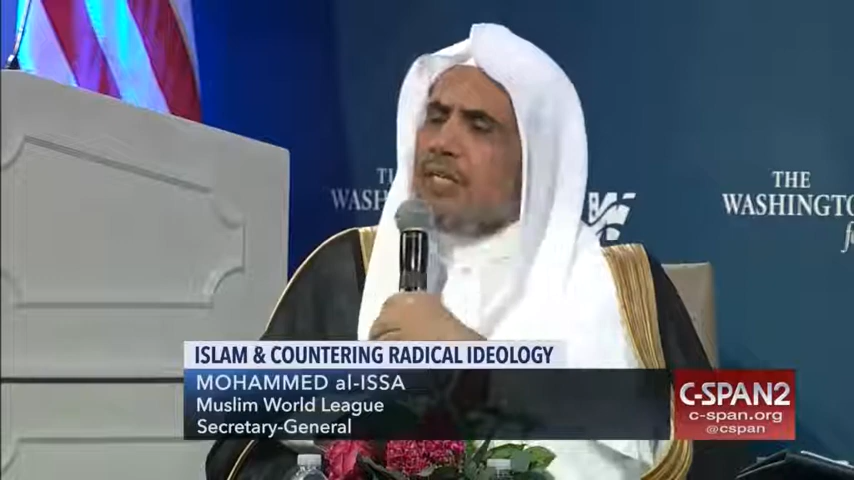 THE
WASHINGTO
ISLAM & COUNTERING RADICAL IDEOLOGY
MOHAMMED al-ISSA
Muslim World League
Secretary-General
C-SPAN2
c-span.org
@cspan